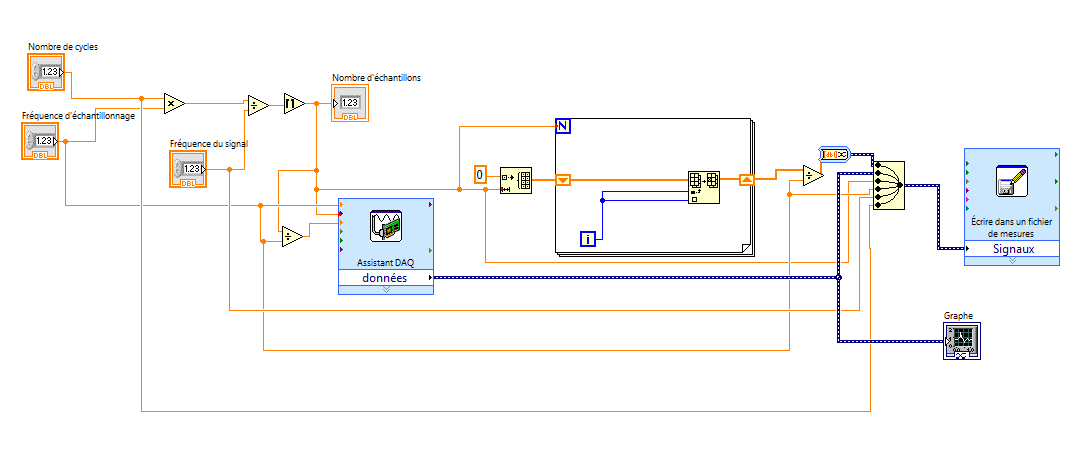 Nombre de cycles
1.23
DBL
Fréquence d'échantillonnage
1.23
DBL
Fréquence du signal
1.23
DBL
Nombre d'échantillons
1.23
DBL
N
0
i
Assistant DAQ
données
Écrire dans un fichier
de mesures
Signaux
Graphe